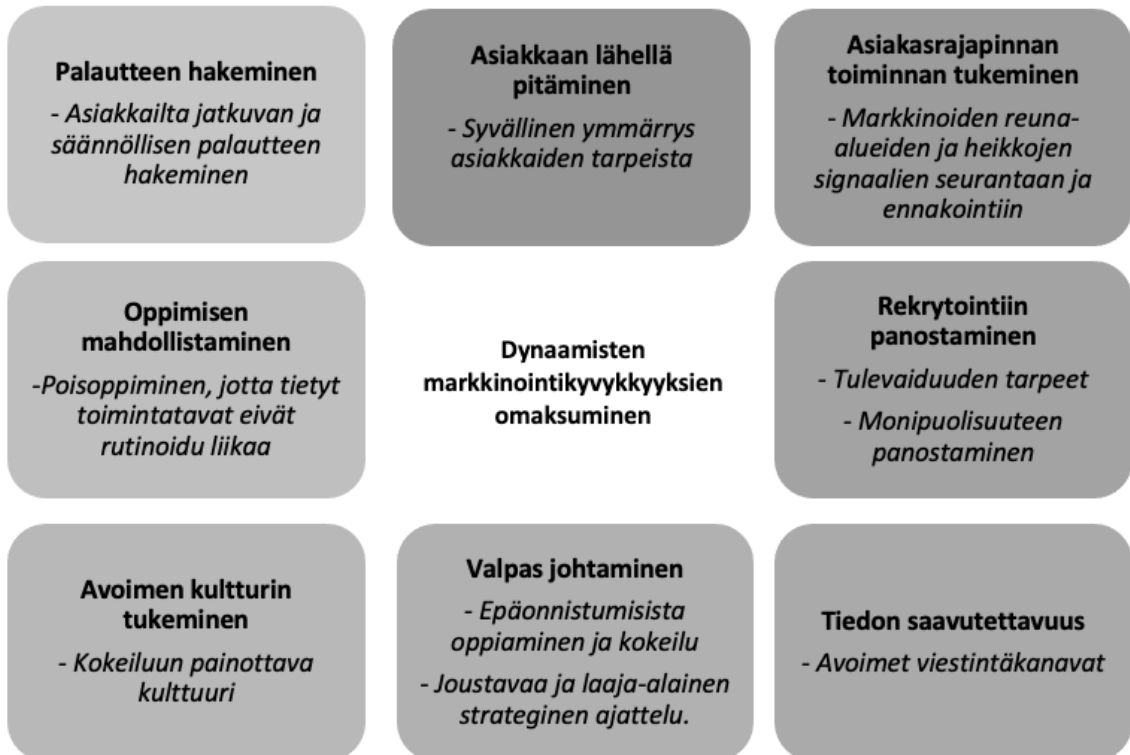 Palautteen hakeminen
- Asiakkailta jatkuvan ja
säännöllisen palautteen
hakeminen
Asiakkaan lähellä
pitäminen
- Syvällinen ymmärrys
asiakkaiden tarpeista
Asiakasrajapinnan
toiminnan tukeminen
- Markkinoiden reuna-
alueiden ja heikkojen
signaalien seurantaan ja
ennakointiin
Oppimisen
mahdollistaminen
-Poisoppiminen, jotta tietyt
toimintatavat eivät
rutinoidu liikaa
Dynaamisten
markkinointikyvykkyyksien
omaksuminen
Rekrytointiin
panostaminen
- Tulevaiduuden tarpeet
- Monipuolisuuteen
panostaminen
Avoimen kultturin
tukeminen
- Kokeiluun painottava
kulttuuri
Valpas johtaminen
- Epäonnistumisista
oppiaminen ja kokeilu
- Joustavaa ja laaja-alainen
strateginen ajattelu.
Tiedon saavutettavuus
- Avoimet viestintäkanavat